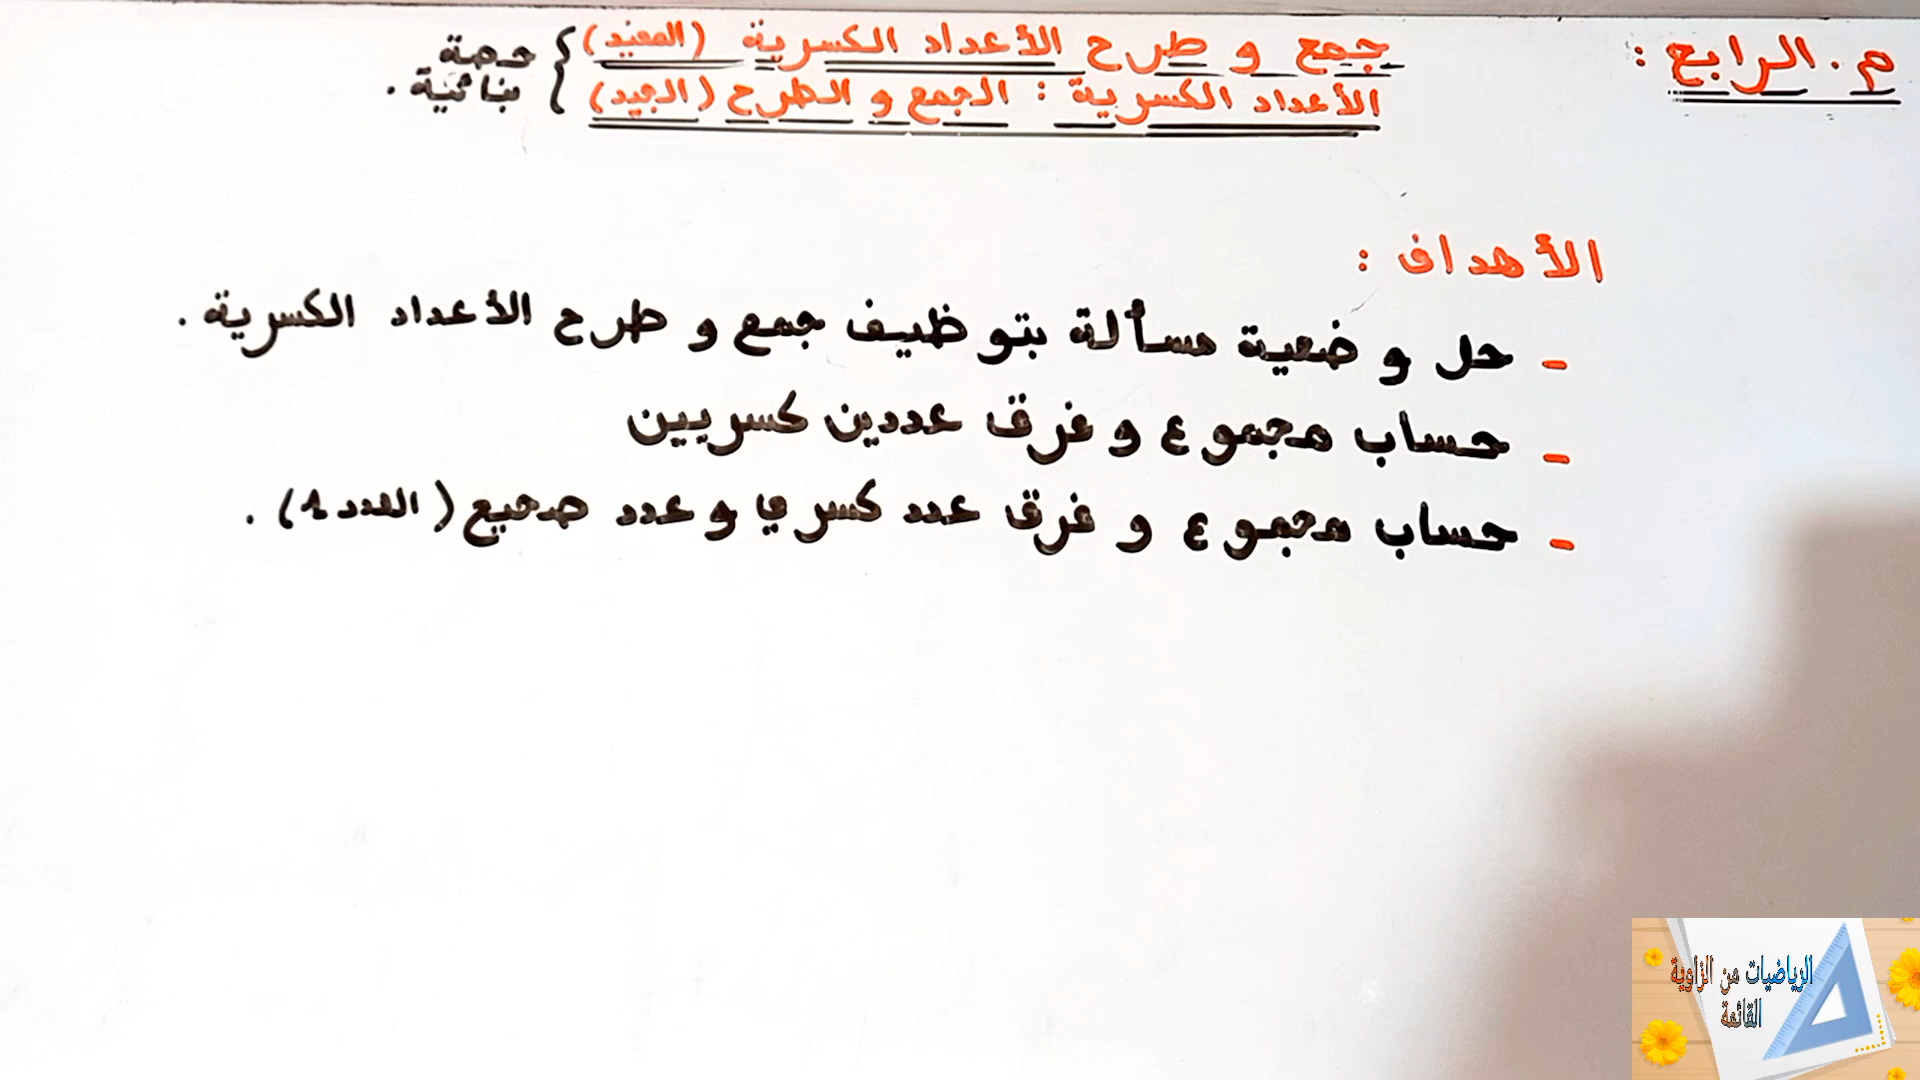 م. الرابع :
جمع و طرح الأعداد الكسرية (المفيد)
الأعداد الكسرية : الجمع و الطرح (الجيد)
حصة
بنائية .
الأهداف :
- حل وضعية مسألة بتوظيف جمع و طرح الأعداد الكسرية .
- حساب مجموع و فرق عددين كسريين
- حساب مجموع و فرق عدد كسري و عدد صحيح (العدد 1) .
الرياضيات من الزاوية
القائمة